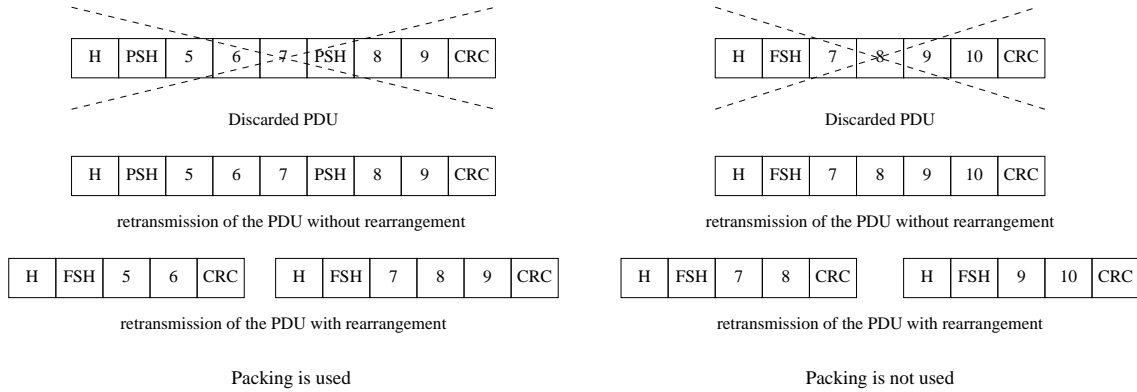 H PSH 5 6 7 PSH 8 9 CRC
H FSH 7 8 9 10 CRC
Discarded PDU
Discarded PDU
H PSH 5 6 7 PSH 8 9 CRC
H FSH 7 8 9 10 CRC
retransmission of the PDU without rearrangement
retransmission of the PDU without rearrangement
H FSH 5 6 CRC
H FSH 7 8 9 CRC
H FSH 7 8 CRC
H FSH 9 10 CRC
retransmission of the PDU with rearrangement
retransmission of the PDU with rearrangement
Packing is used
Packing is not used